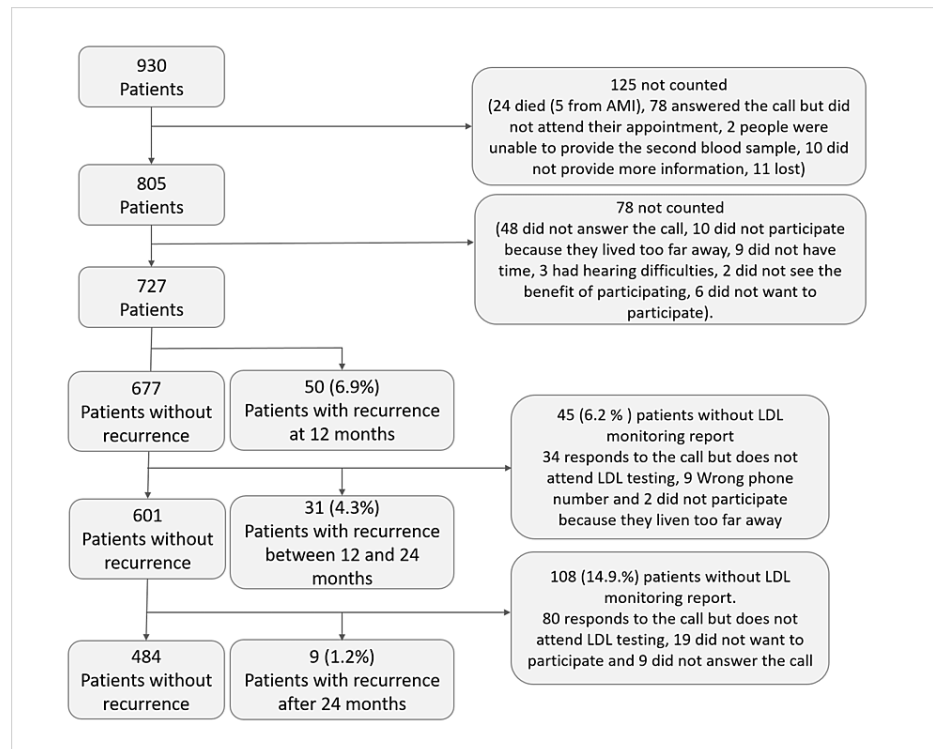 930
Patients
125 not counted
(24 died (5 from AMI), 78 answered the call but did
not attend their appointment, 2 people were
unable to provide the second blood sample, 10 did
not provide more information, 11 lost)
805
Patients
78 not counted
(48 did not answer the call, 10 did not participate
because they lived too far away, 9 did not have
time, 3 had hearing difficulties, 2 did not see the
benefit of participating, 6 did not want to
participate).
727
Patients
677
Patients without
recurrence
50 (6.9%)
Patients with recurrence
at 12 months
45 (6.2 % ) patients without LDL
monitoring report
34 responds to the call but does not
attend LDL testing, 9 Wrong phone
number and 2 did not participate
because they liven too far away
601
Patients without
recurrence
31 (4.3%)
Patients with recurrence
between 12 and 24
months
108 (14.9.%) patients without LDL
monitoring report.
80 responds to the call but does not
attend LDL testing, 19 did not want to
participate and 9 did not answer the call
484
Patients without
recurrence
9 (1.2%)
Patients with recurrence
after 24 months